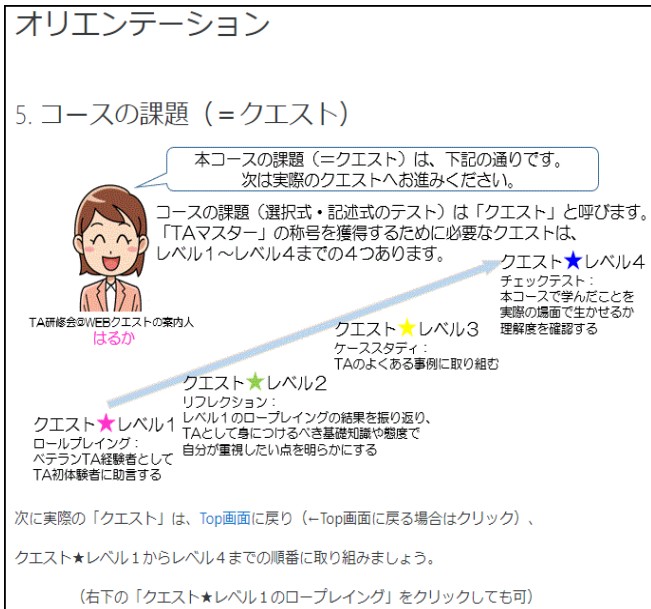 オリエンテーション
5. コースの課題（＝クエスト）
本コースの課題（＝クエスト）は、下記の通りです。
次は実際のクエストへお進みください。
コースの課題（選択式・記述式のテスト）は「クエスト」と呼びます。
「TAマスター」の称号を獲得するために必要なクエストは、
レベル１～レベル４までの４つあります。
TA研修会@WEBクエストの案内人
はるか
クエスト★レベル４
チェックテスト：
本コースで学んだことを
実際の場面で生かせるか
理解度を確認する
クエスト★レベル３
ケーススタディ：
TAのよくある事例に取り組む
クエスト★レベル２
リフレクション：
レベル１のロープレイングの結果を振り返り、
TAとして身につけるべき基礎知識や態度で
自分が重視したい点を明らかにする
クエスト★レベル１
ロールプレイング：
ベテランTA経験者として
TA初体験者に助言する
次に実際の「クエスト」は、Top画面に戻り（←Top画面に戻る場合はクリック）、
クエスト★レベル１からレベル４までの順番に取り組みましょう。
（右下の「クエスト★レベル１のロープレイング」をクリックしても可）